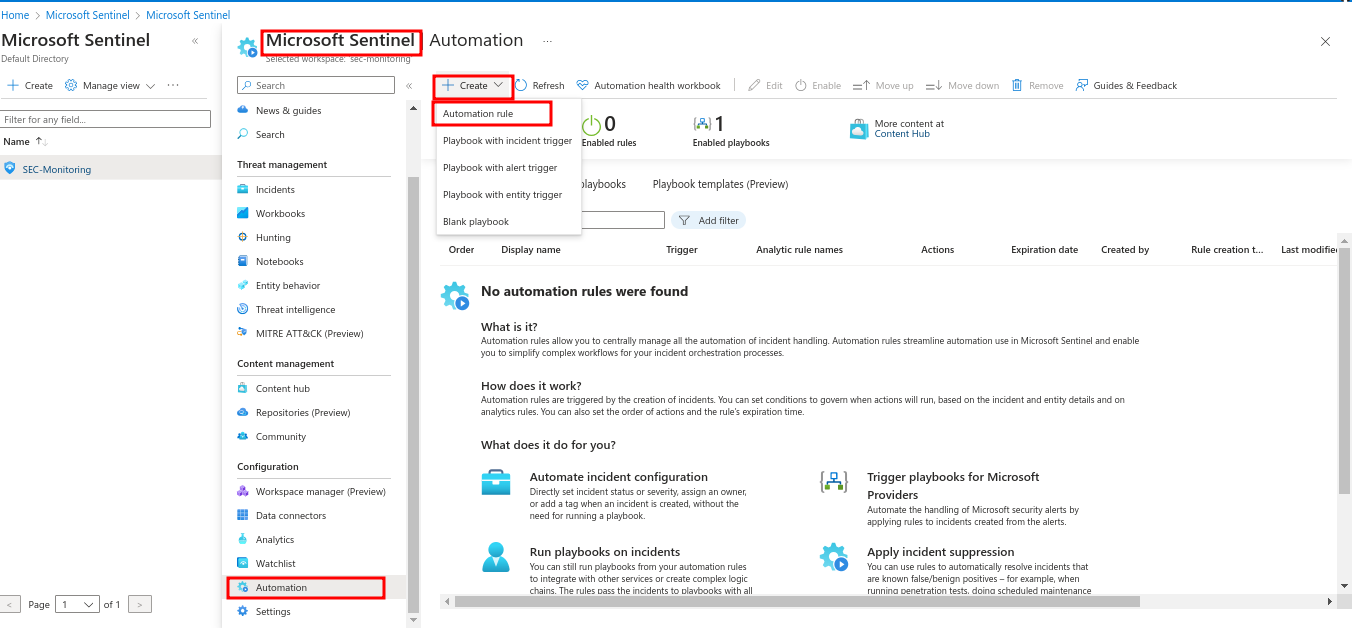 Home > Microsoft Sentinel > Microsoft Sentinel
Microsoft Sentinel «
Default Directory
+ Create Manage view ···
Filter for any field...
Name ↑↓
SEC-Monitoring
< Page 1 of 1 >
Microsoft Sentinel | Automation ···
Selected workspace: 'sec-monitoring'
Search «
News & guides
Search
Threat management
Incidents
Workbooks
Hunting
Notebooks
Entity behavior
Threat intelligence
MITRE ATT&CK (Preview)
Content management
Content hub
Repositories (Preview)
Community
Configuration
Workspace manager (Preview)
Data connectors
Analytics
Watchlist
Automation
Settings
+ Create Refresh Automation health workbook Edit Enable Move up Move down Remove Guides & Feedback
Automation rule
Playbook with incident trigger
Playbook with alert trigger
Playbook with entity trigger
Blank playbook
0
Enabled rules
1
Enabled playbooks
More content at
Content Hub
playbooks Playbook templates (Preview)
Add filter
Order Display name Trigger Analytic rule names Actions Expiration date Created by Rule creation t... Last modified
No automation rules were found
What is it?
Automation rules allow you to centrally manage all the automation of incident handling. Automation rules streamline automation use in Microsoft Sentinel and enable
you to simplify complex workflows for your incident orchestration processes.
How does it work?
Automation rules are triggered by the creation of incidents. You can set conditions to govern when actions will run, based on the incident and entity details and on
analytics rules. You can also set the order of actions and the rule's expiration time.
What does it do for you?
Automate incident configuration
Directly set incident status or severity, assign an owner,
or add a tag when an incident is created, without the
need for running a playbook.
Trigger playbooks for Microsoft
Providers
Automate the handling of Microsoft security alerts by
applying rules to incidents created from the alerts.
Run playbooks on incidents
You can still run playbooks from your automation rules
to integrate with other services or create complex logic
chains. The rules pass the incidents to playbooks with all
Apply incident suppression
You can use rules to automatically resolve incidents that
are known false/benign positives – for example, when
running penetration tests, doing scheduled maintenance